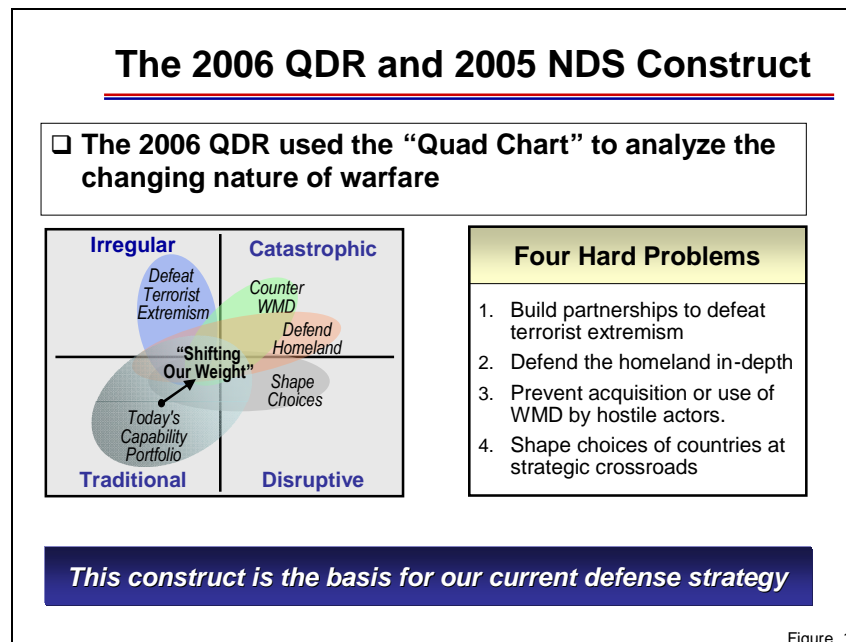 The 2006 QDR and 2005 NDS Construct
❑ The 2006 QDR used the “Quad Chart” to analyze the
changing nature of warfare
Irregular
Catastrophic
Defeat
Terrorist
Extremism
Counter
WMD
Defend
Homeland
“Shifting
Our Weight”
Shape
Choices
Today's
Capability
Portfolio
Traditional
Disruptive
Four Hard Problems
1. Build partnerships to defeat
terrorist extremism
2. Defend the homeland in-depth
3. Prevent acquisition or use of
WMD by hostile actors.
4. Shape choices of countries at
strategic crossroads
This construct is the basis for our current defense strategy
Figure